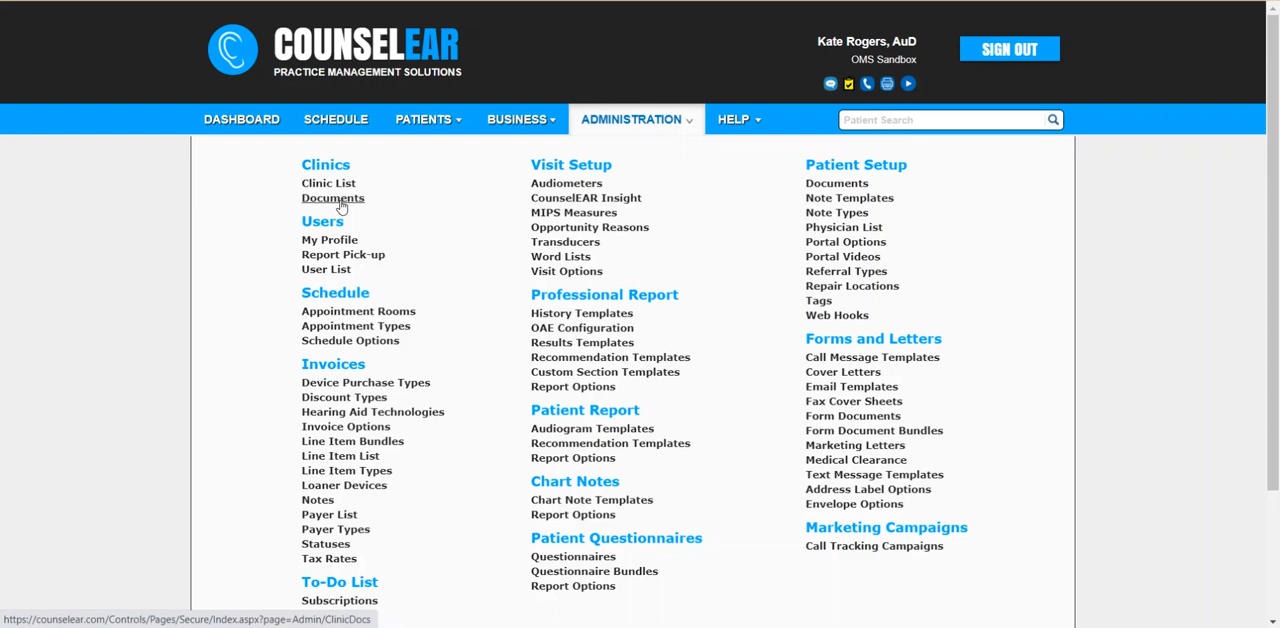 COUNSELEAR
PRACTICE MANAGEMENT SOLUTIONS
Kate Rogers, AuD
OMS Sandbox
SIGN OUT
DASHBOARD SCHEDULE PATIENTS BUSINESS ADMINISTRATION HELP Patient Search
Clinics
Clinic List
Documents
Users
My Profile
Report Pick-up
User List
Schedule
Appointment Rooms
Appointment Types
Schedule Options
Invoices
Device Purchase Types
Discount Types
Hearing Aid Technologies
Invoice Options
Line Item Bundles
Line Item List
Line Item Types
Loaner Devices
Notes
Payer List
Payer Types
Statuses
Tax Rates
To-Do List
Subscriptions
Visit Setup
Audiometers
CounselEAR Insight
MIPS Measures
Opportunity Reasons
Transducers
Word Lists
Visit Options
Professional Report
History Templates
OAE Configuration
Results Templates
Recommendation Templates
Custom Section Templates
Report Options
Patient Report
Audiogram Templates
Recommendation Templates
Report Options
Chart Notes
Chart Note Templates
Report Options
Patient Questionnaires
Questionnaires
Questionnaire Bundles
Report Options
Patient Setup
Documents
Note Templates
Note Types
Physician List
Portal Options
Portal Videos
Referral Types
Repair Locations
Tags
Web Hooks
Forms and Letters
Call Message Templates
Cover Letters
Email Templates
Fax Cover Sheets
Form Documents
Form Document Bundles
Marketing Letters
Medical Clearance
Text Message Templates
Address Label Options
Envelope Options
Marketing Campaigns
Call Tracking Campaigns
https://counselear.com/Controls/Pages/Secure/Index.aspx?page=Admin/ClinicDocs